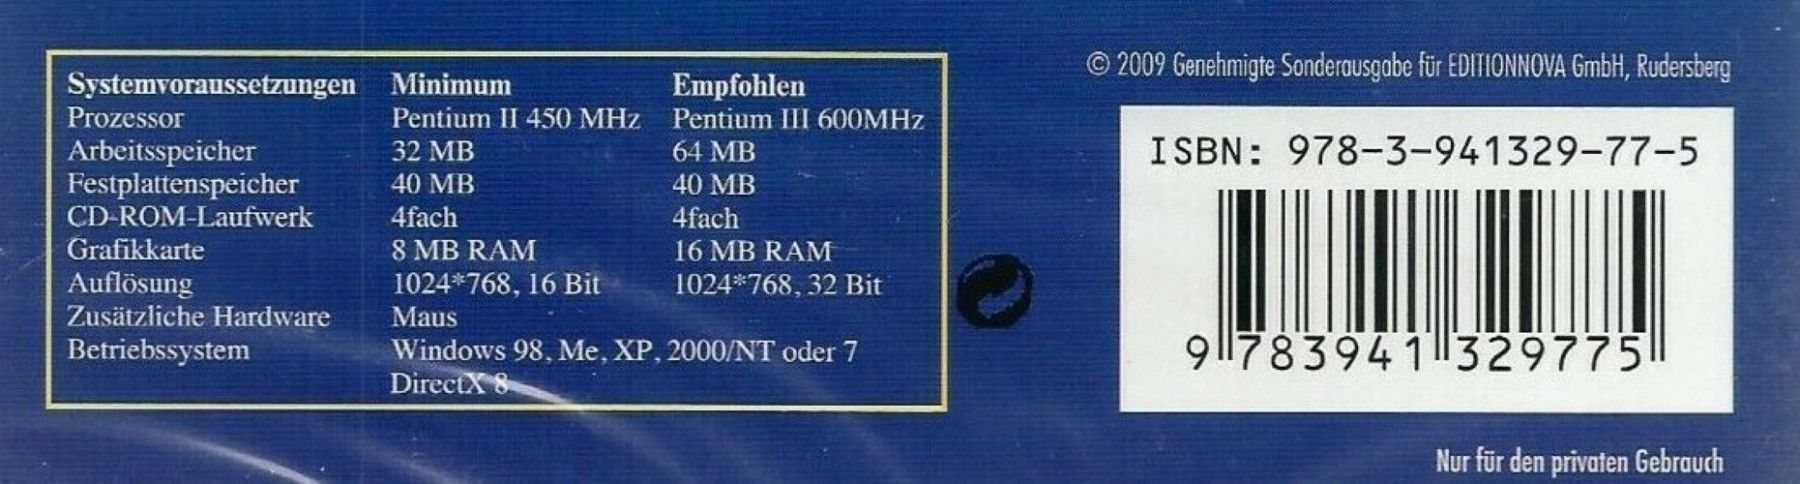 Systemvoraussetzungen Minimum Empfohlen
Prozessor Pentium II 450 MHz Pentium III 600MHz
Arbeitsspeicher 32 MB 64 MB
Festplattenspeicher 40 MB 40 MB
CD-ROM-Laufwerk 4fach 4fach
Grafikkarte 8 MB RAM 16 MB RAM
Auflösung 1024*768, 16 Bit 1024*768, 32 Bit
Zusätzliche Hardware Maus
Betriebssystem Windows 98, Me, XP, 2000/NT oder 7
DirectX 8
© 2009 Genehmigte Sonderausgabe für EDITIONNOVA GmbH, Rudersberg
ISBN: 978-3-941329-77-5
9 783941 329775
Nur für den privaten Gebrauch